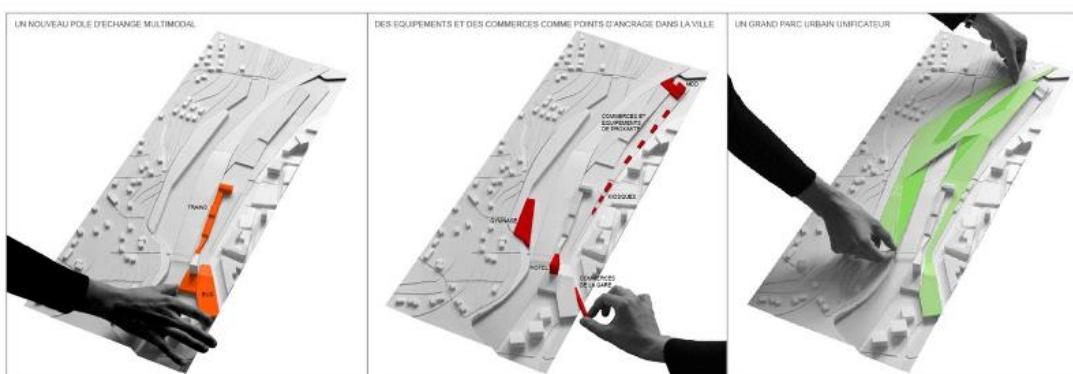 UN NOUVEAU POLE D'ECHANGE MULTIMODAL
TRAINS
BUS
DES EQUIPEMENTS ET DES COMMERCES COMME POINTS D'ANCRAGE DANS LA VILLE
COMMERCES ET
EQUIPEMENTS
DE PROXIMITE
KIOSQUES
GYMNASE
HOTEL
COMMERCES
DE LA GARE
UN GRAND PARC URBAIN UNIFICATEUR